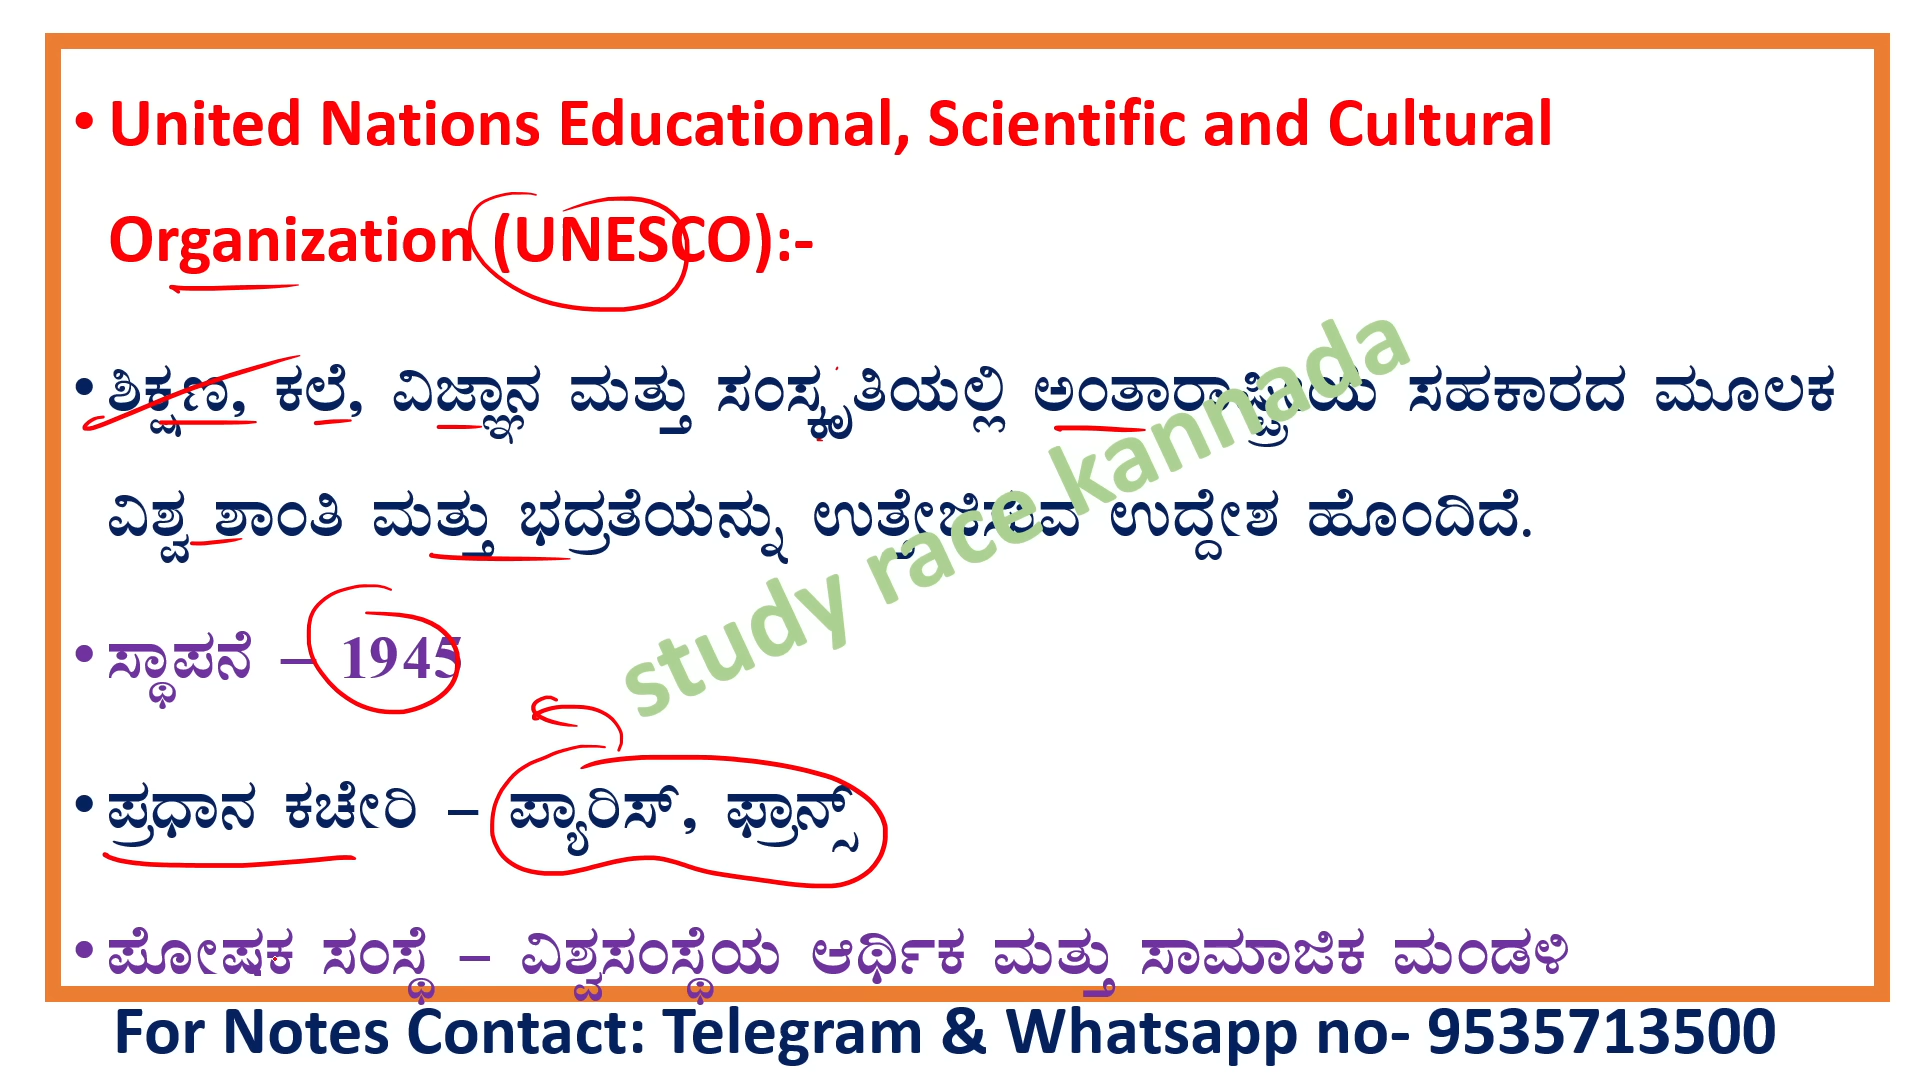 • United Nations Educational, Scientific and Cultural
Organization (UNESCO):-
• ಶಿಕ್ಷಣ, ಕಲೆ, ವಿಜ್ಞಾನ ಮತ್ತು ಸಂಸ್ಕೃತಿಯಲ್ಲಿ ಅಂತಾರಾಷ್ಟ್ರೀಯ ಸಹಕಾರದ ಮೂಲಕ
ವಿಶ್ವ ಶಾಂತಿ ಮತ್ತು ಭದ್ರತೆಯನ್ನು ಉತ್ತೇಜಿಸುವ ಉದ್ದೇಶ ಹೊಂದಿದೆ.
• ಸ್ಥಾಪನೆ – 1945
• ಪ್ರಧಾನ ಕಚೇರಿ – ಪ್ಯಾರಿಸ್, ಫ್ರಾನ್ಸ್
• ಪೋಷಕ ಸಂಸ್ಥೆ – ವಿಶ್ವಸಂಸ್ಥೆಯ ಆರ್ಥಿಕ ಮತ್ತು ಸಾಮಾಜಿಕ ಮಂಡಳಿ
study race kannada
For Notes Contact: Telegram & Whatsapp no- 9535713500